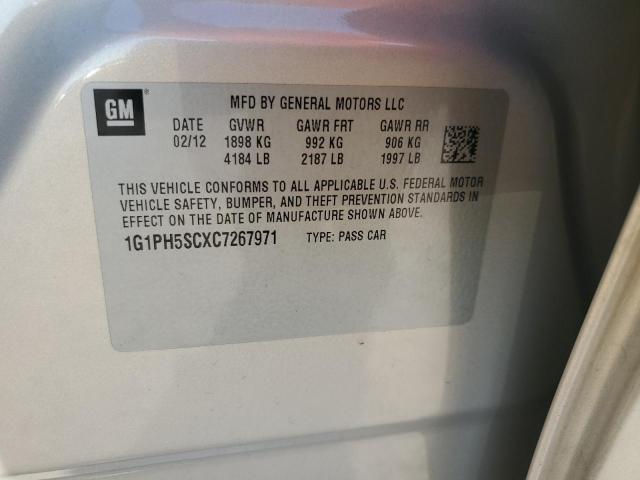 GM
MFD BY GENERAL MOTORS LLC
DATE GVWR GAWR FRT GAWR RR
02/12 1898 KG 992 KG 906 KG
4184 LB 2187 LB 1997 LB
THIS VEHICLE CONFORMS TO ALL APPLICABLE U.S. FEDERAL MOTOR
VEHICLE SAFETY, BUMPER, AND THEFT PREVENTION STANDARDS IN
EFFECT ON THE DATE OF MANUFACTURE SHOWN ABOVE.
1G1PH5SCXC7267971 TYPE: PASS CAR